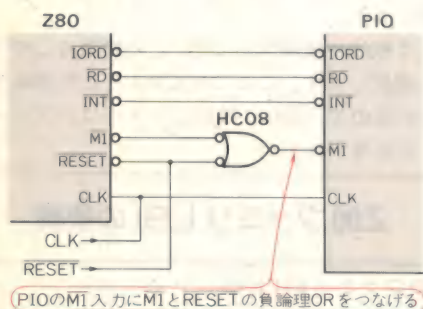 Z80
PIO
IORD
IORD
RD
RD
INT
INT
HC08
M1
M1
RESET
CLK
CLK
CLK
RESET
PIOのM1入力にM1とRESETの負論理ORをつなげる